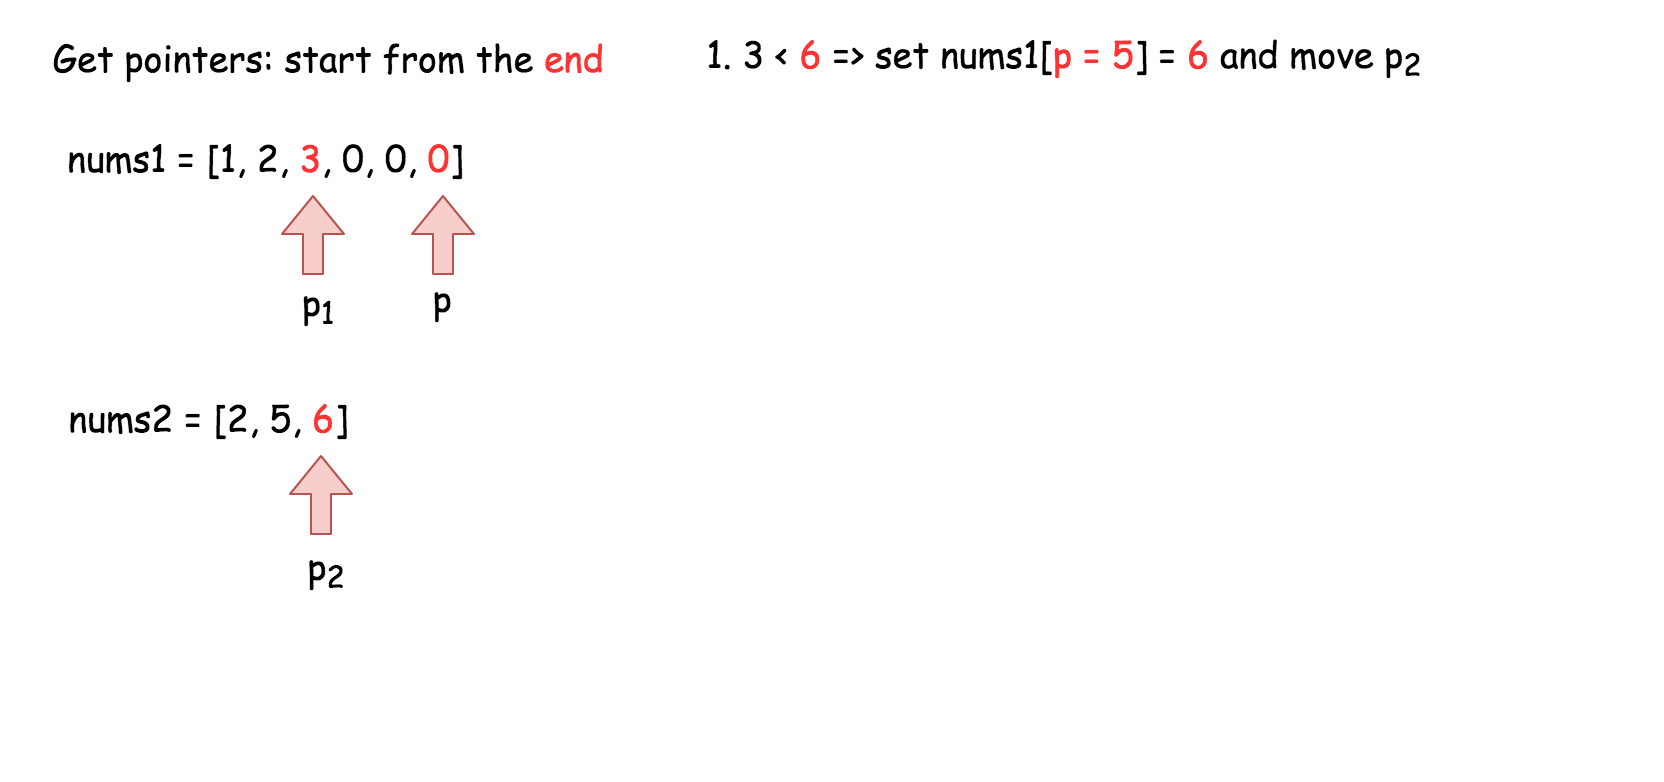 Get pointers: start from the end
1. 3 < 6 => set nums1[p = 5] = 6 and move p2
nums1 = [1, 2, 3, 0, 0, 0]
p1
p
nums2 = [2, 5, 6]
p2